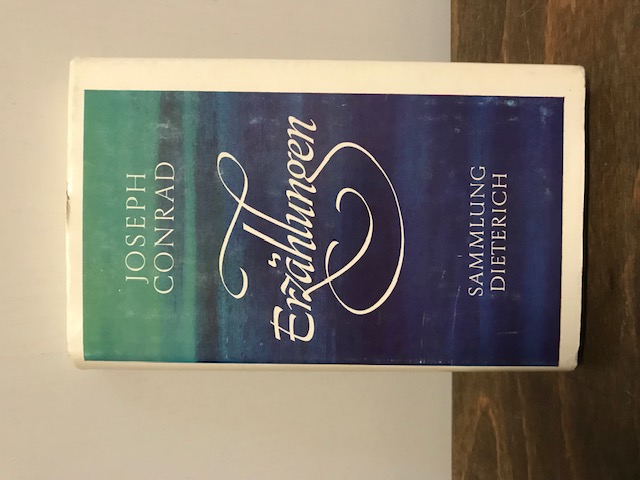 JOSEPH
CONRAD
Erzählungen
SAMMLUNG
DIETERICH